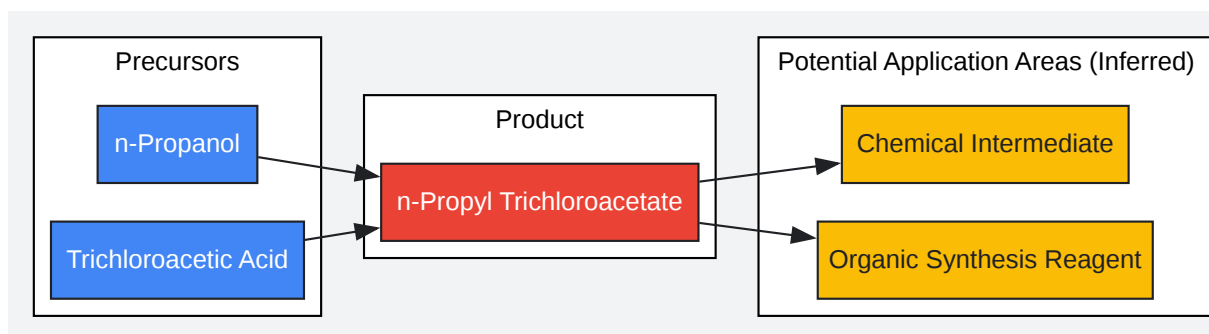 Precursors
n-Propanol
Trichloroacetic Acid
Product
n-Propyl Trichloroacetate
Potential Application Areas (Inferred)
Chemical Intermediate
Organic Synthesis Reagent